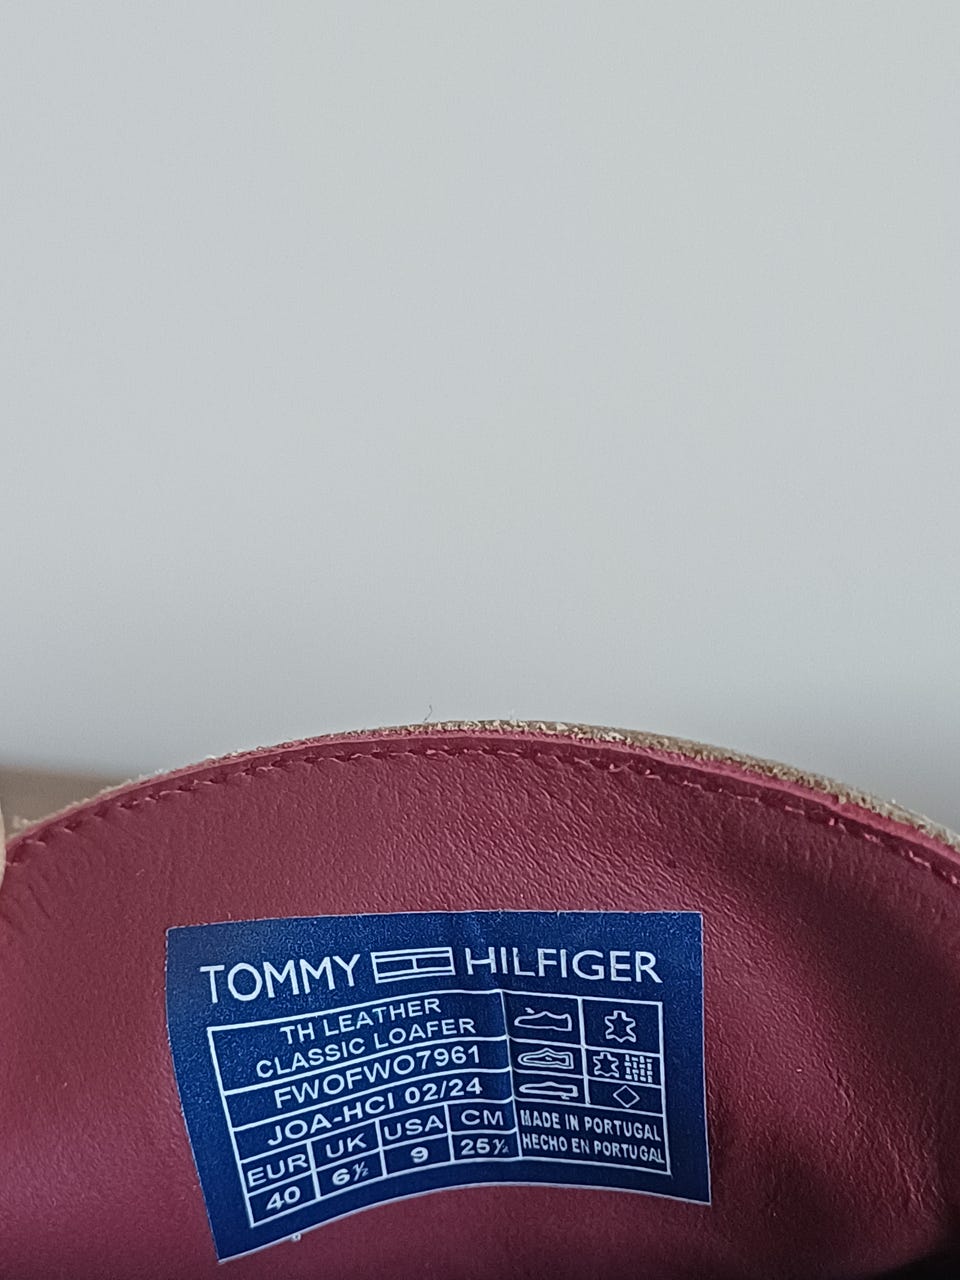 TOMMY HILFIGER
TH LEATHER
CLASSIC LOAFER
FW0FW07961
JOA-HCI 02/24
EUR UK USA CM
40 6½ 9 25½
MADE IN PORTUGAL
HECHO EN PORTUGAL